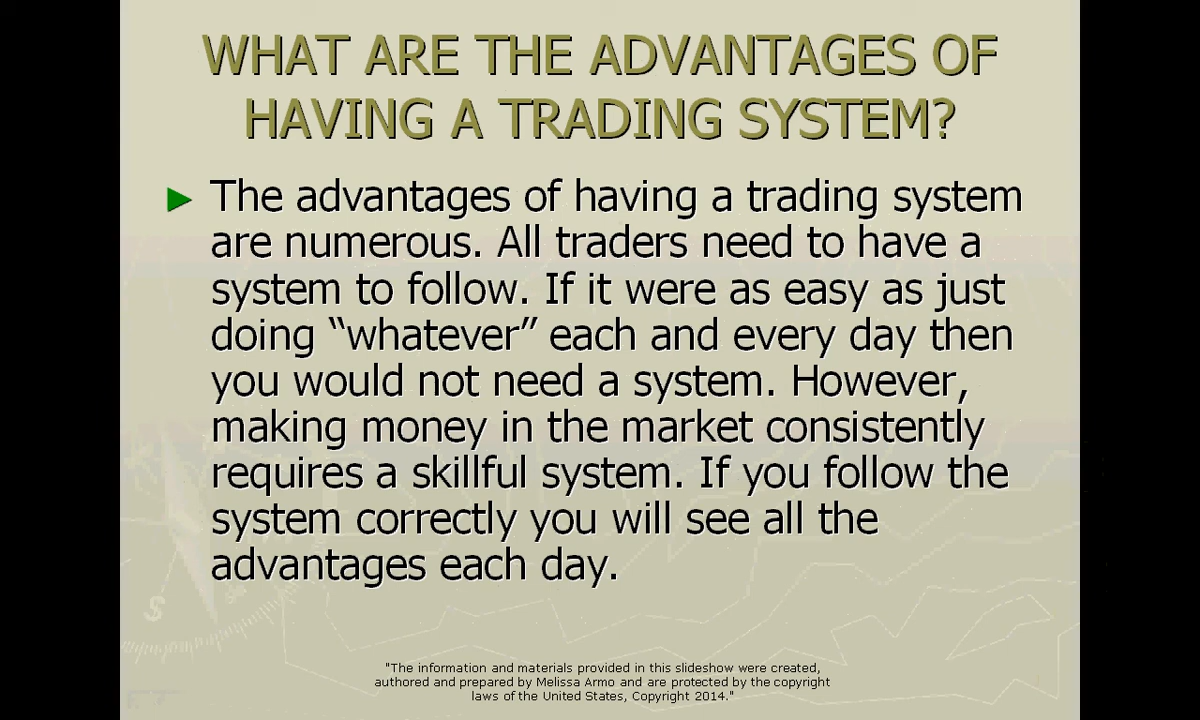 WHAT ARE THE ADVANTAGES OF
HAVING A TRADING SYSTEM?
► The advantages of having a trading system
are numerous. All traders need to have a
system to follow. If it were as easy as just
doing “whatever” each and every day then
you would not need a system. However,
making money in the market consistently
requires a skillful system. If you follow the
system correctly you will see all the
advantages each day.
S
"The information and materials provided in this slideshow were created,
authored and prepared by Melissa Armo and are protected by the copyright
laws of the United States, Copyright 2014."